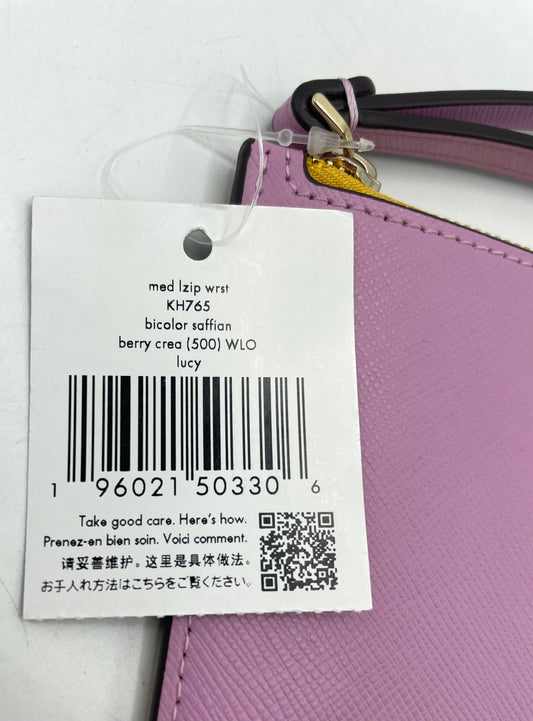 med lzip wrst
KH765
bicolor saffian
berry crea (500) WLO
lucy
1 96021 50330 6
Take good care. Here's how.
Prenez-en bien soin. Voici comment.
请妥善维护。这里是具体做法。
お手入れ方法はこちらをご覧ください。